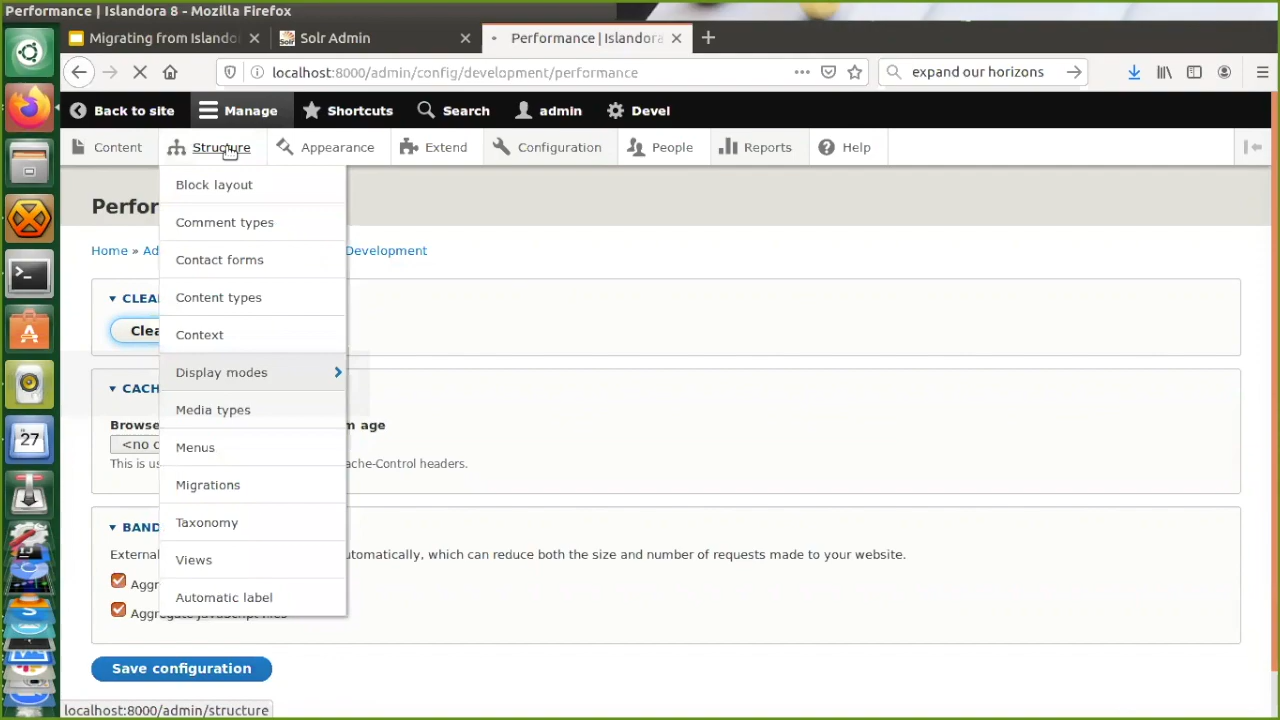 Performance | Islandora 8 - Mozilla Firefox
Migrating from Islando
Solr Admin
Performance | Islandora
localhost:8000/admin/config/development/performance
expand our horizons
Back to site
Manage
Shortcuts
Search
admin
Devel
Content
Structure
Appearance
Extend
Configuration
People
Reports
Help
Block layout
Comment types
Contact forms
Content types
Context
Display modes
Media types
Menus
Migrations
Taxonomy
Views
Automatic label
Perfor
Home » Ad
Development
CLEA
Clea
CACH
Browse
m age
<no c
This is us
ache-Control headers.
BAND
External
utomatically, which can reduce both the size and number of requests made to your website.
Aggr
Aggregate JavaScript files
Save configuration
localhost:8000/admin/structure
27